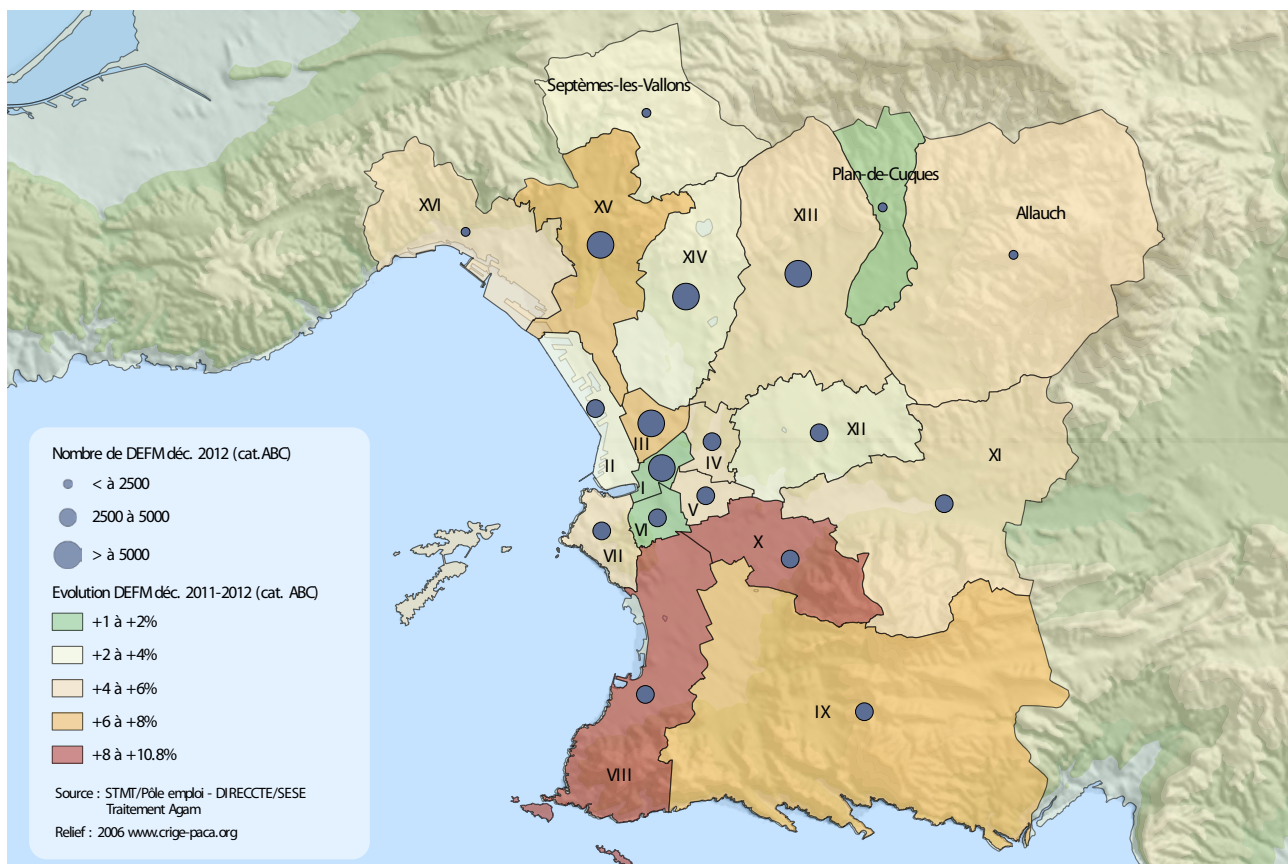 Septèmes-les-Vallons
Plan-de-Cuques
XVI
XV
XIII
Allauch
XIV
XII
III
IV
XI
II
I
V
VI
VII
X
IX
VIII
Nombre de DEFM déc. 2012 (cat. ABC)
< à 2500
2500 à 5000
> à 5000
Evolution DEFM déc. 2011-2012 (cat. ABC)
+1 à +2%
+2 à +4%
+4 à +6%
+6 à +8%
+8 à +10.8%
Source : STMT/Pôle emploi - DIRECCTE/SESE
Traitement Agam
Relief : 2006 www.crige-paca.org